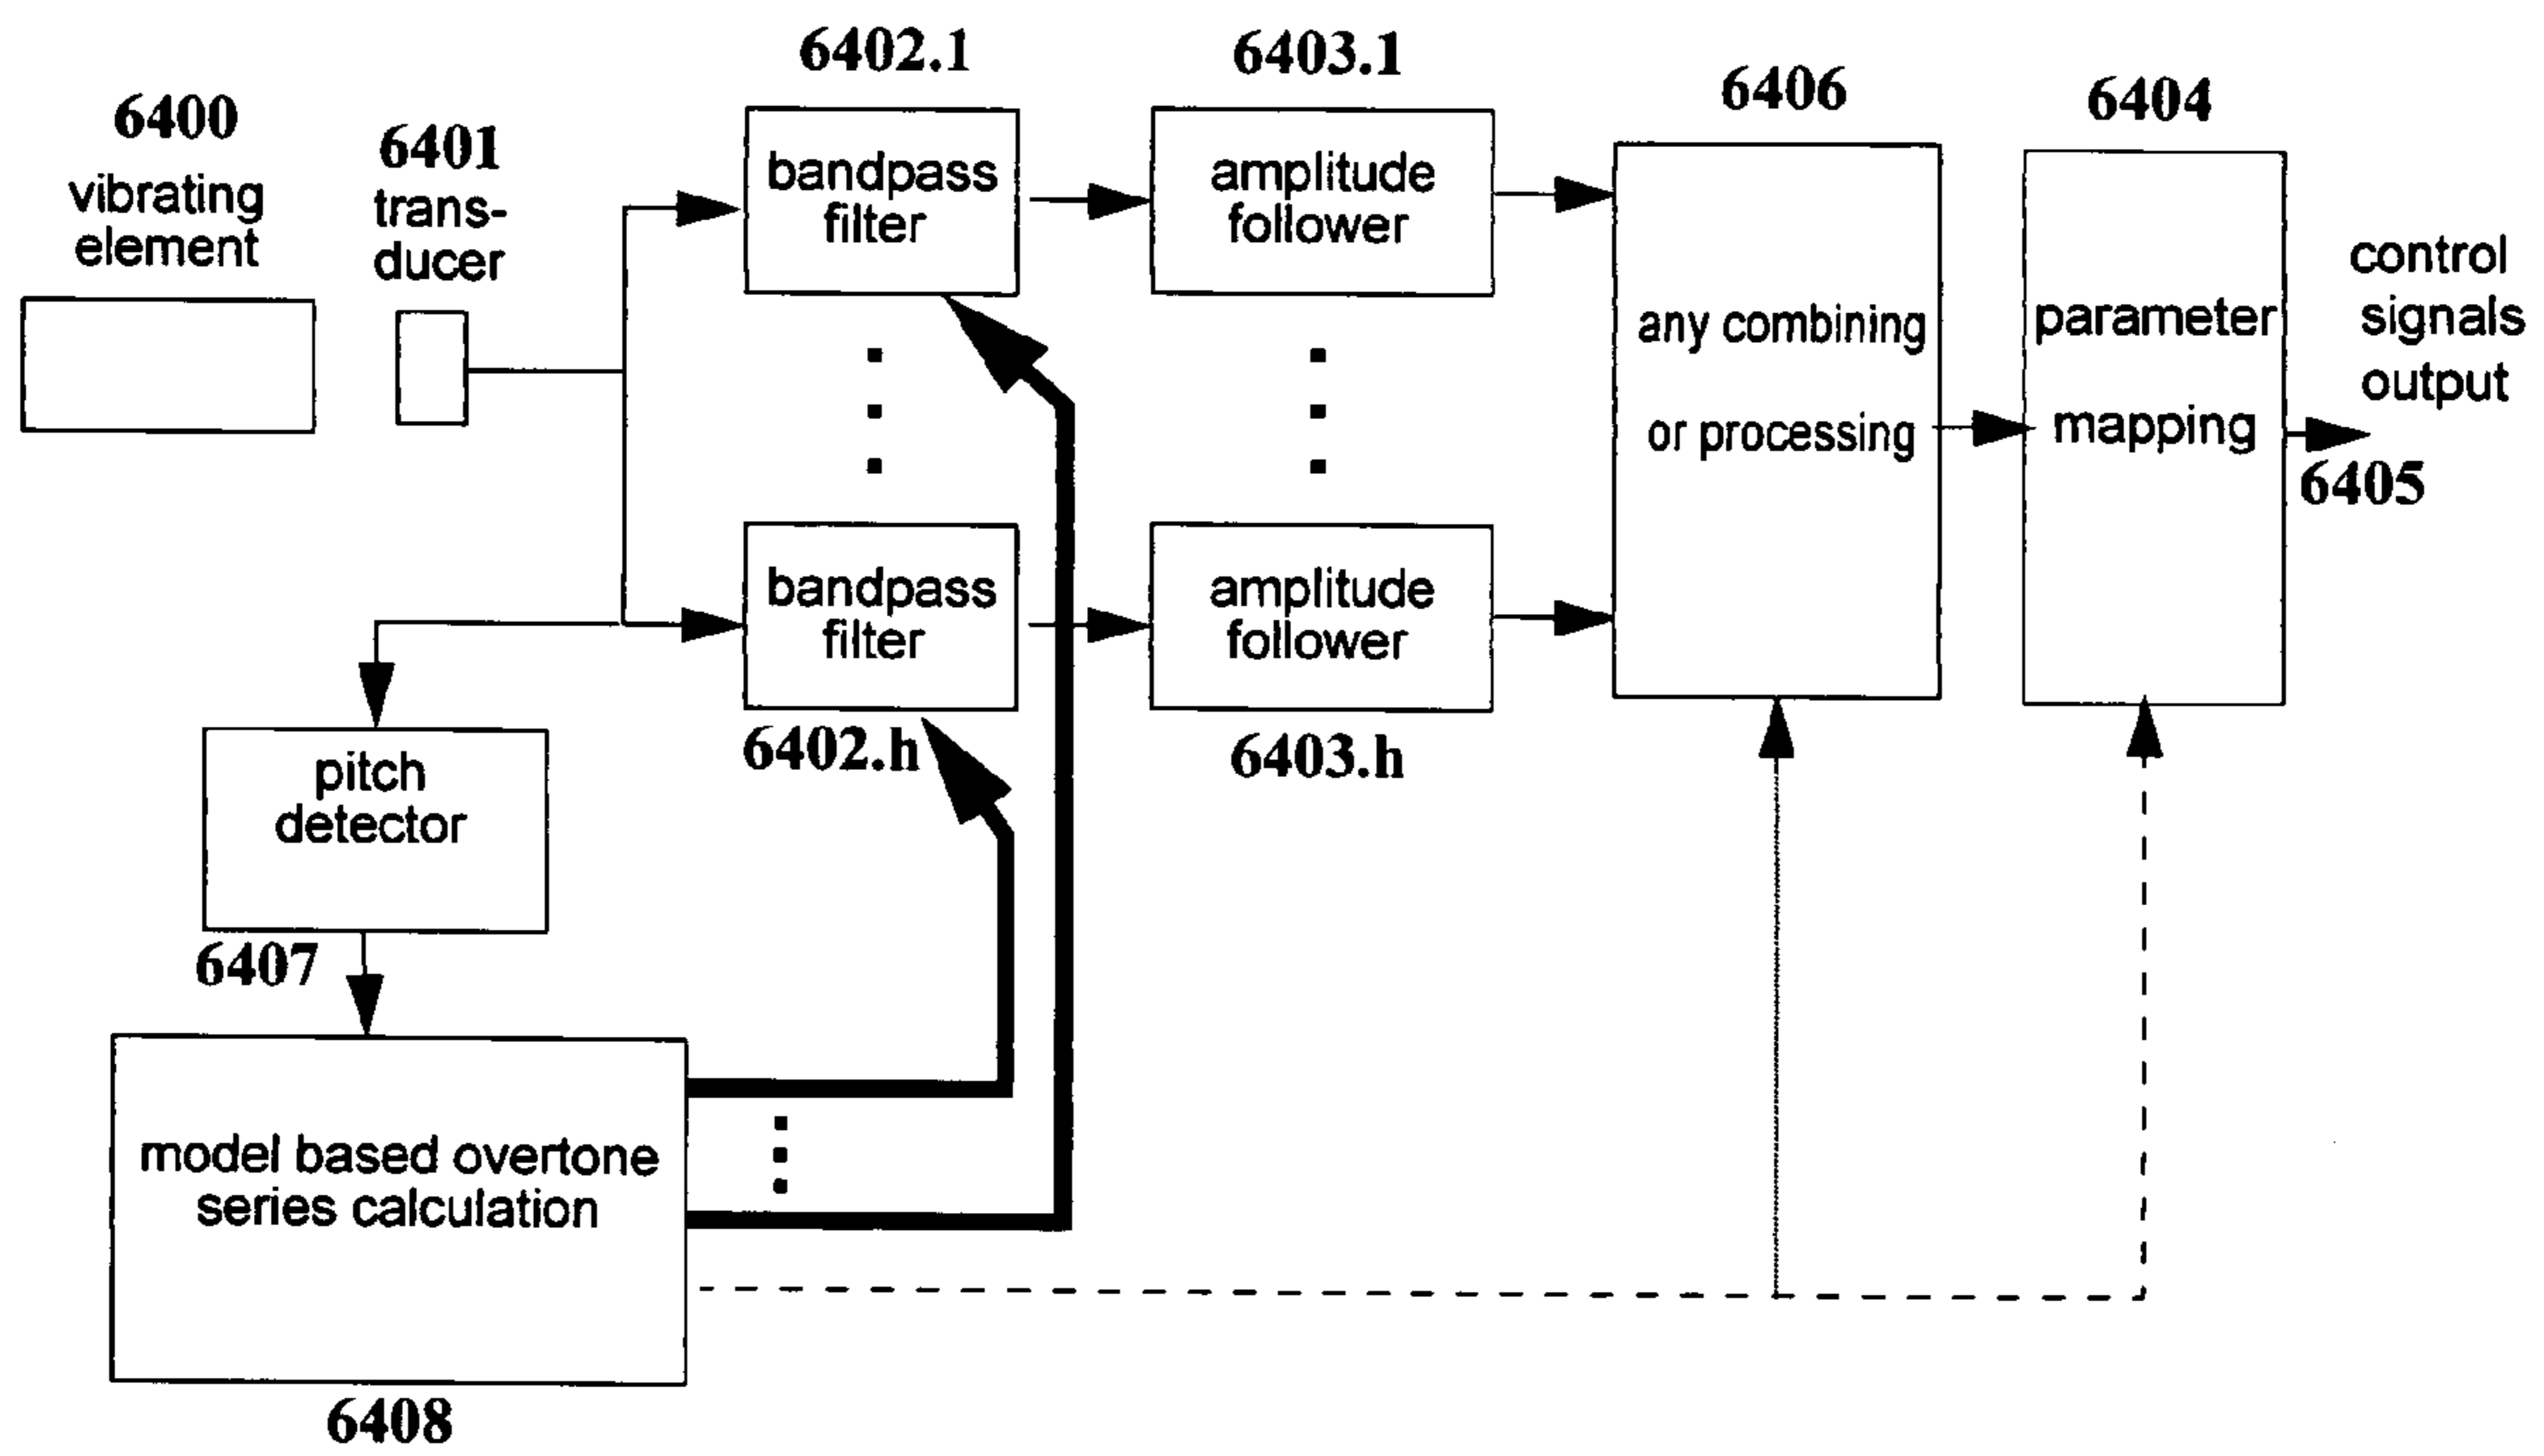 6400
vibrating
element
6401
trans-
ducer
6402.1
bandpass
filter
6403.1
amplitude
follower
6406
any combining
or processing
6404
parameter
mapping
control
signals
output
6405
bandpass
filter
6402.h
amplitude
follower
6403.h
pitch
detector
6407
model based overtone
series calculation
6408